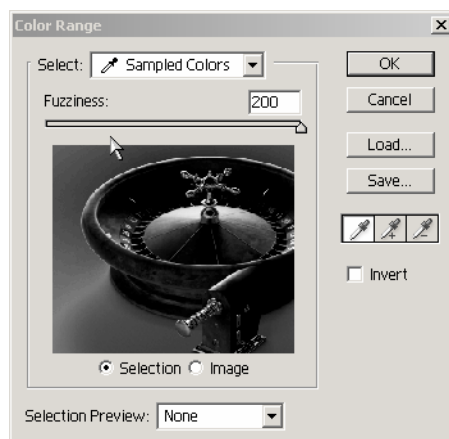 Color Range
Select: Sampled Colors
OK
Fuzziness: 200
Cancel
Load...
Save...
Invert
Selection Image
Selection Preview: None